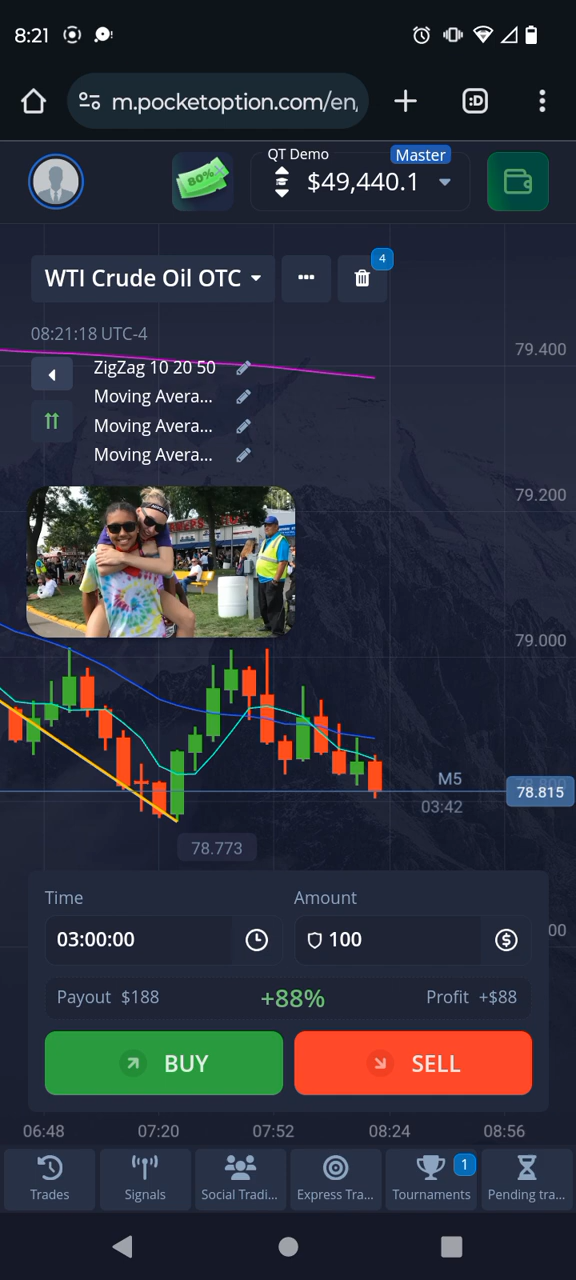 8:21
m.pocketoption.com/en,
:D
80%
QT Demo
Master
$49,440.1
WTI Crude Oil OTC
4
08:21:18 UTC-4
79.400
ZigZag 10 20 50
Moving Avera...
Moving Avera...
Moving Avera...
79.200
79.000
M5
78.815
03:42
78.773
Time
Amount
03:00:00
100
00
Payout $188
+88%
Profit +$88
BUY
SELL
06:48
07:20
07:52
08:24
08:56
Trades
Signals
Social Tradi...
Express Tra...
1
Tournaments
Pending tra...